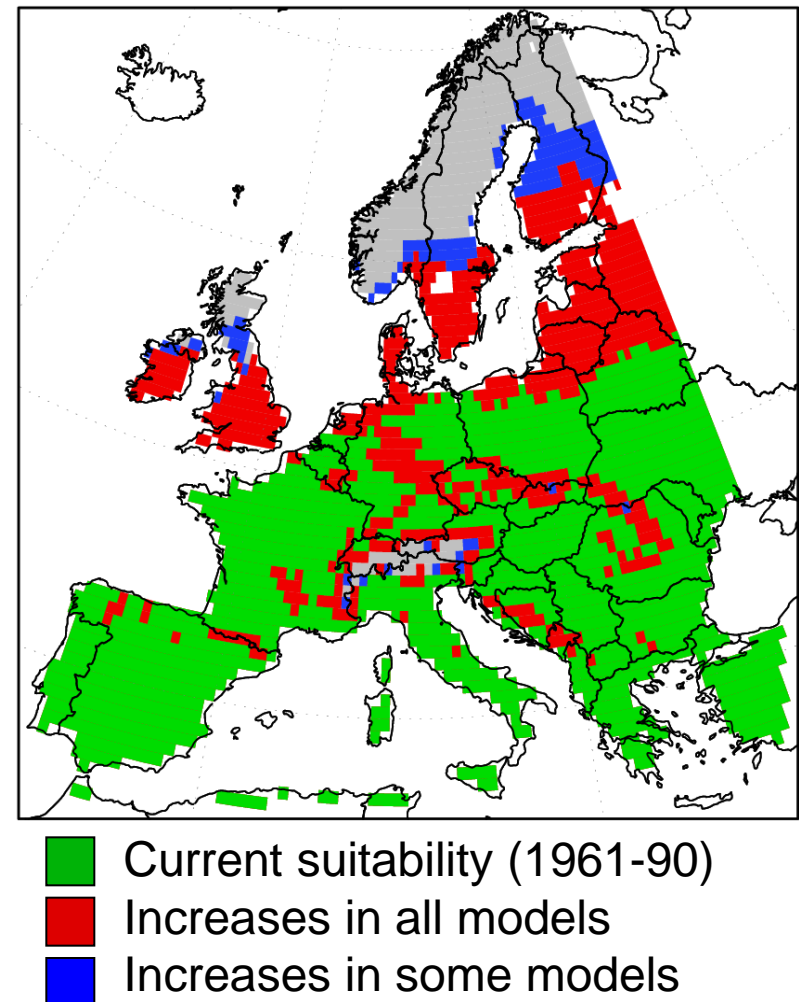 Current suitability (1961-90)
Increases in all models
Increases in some models